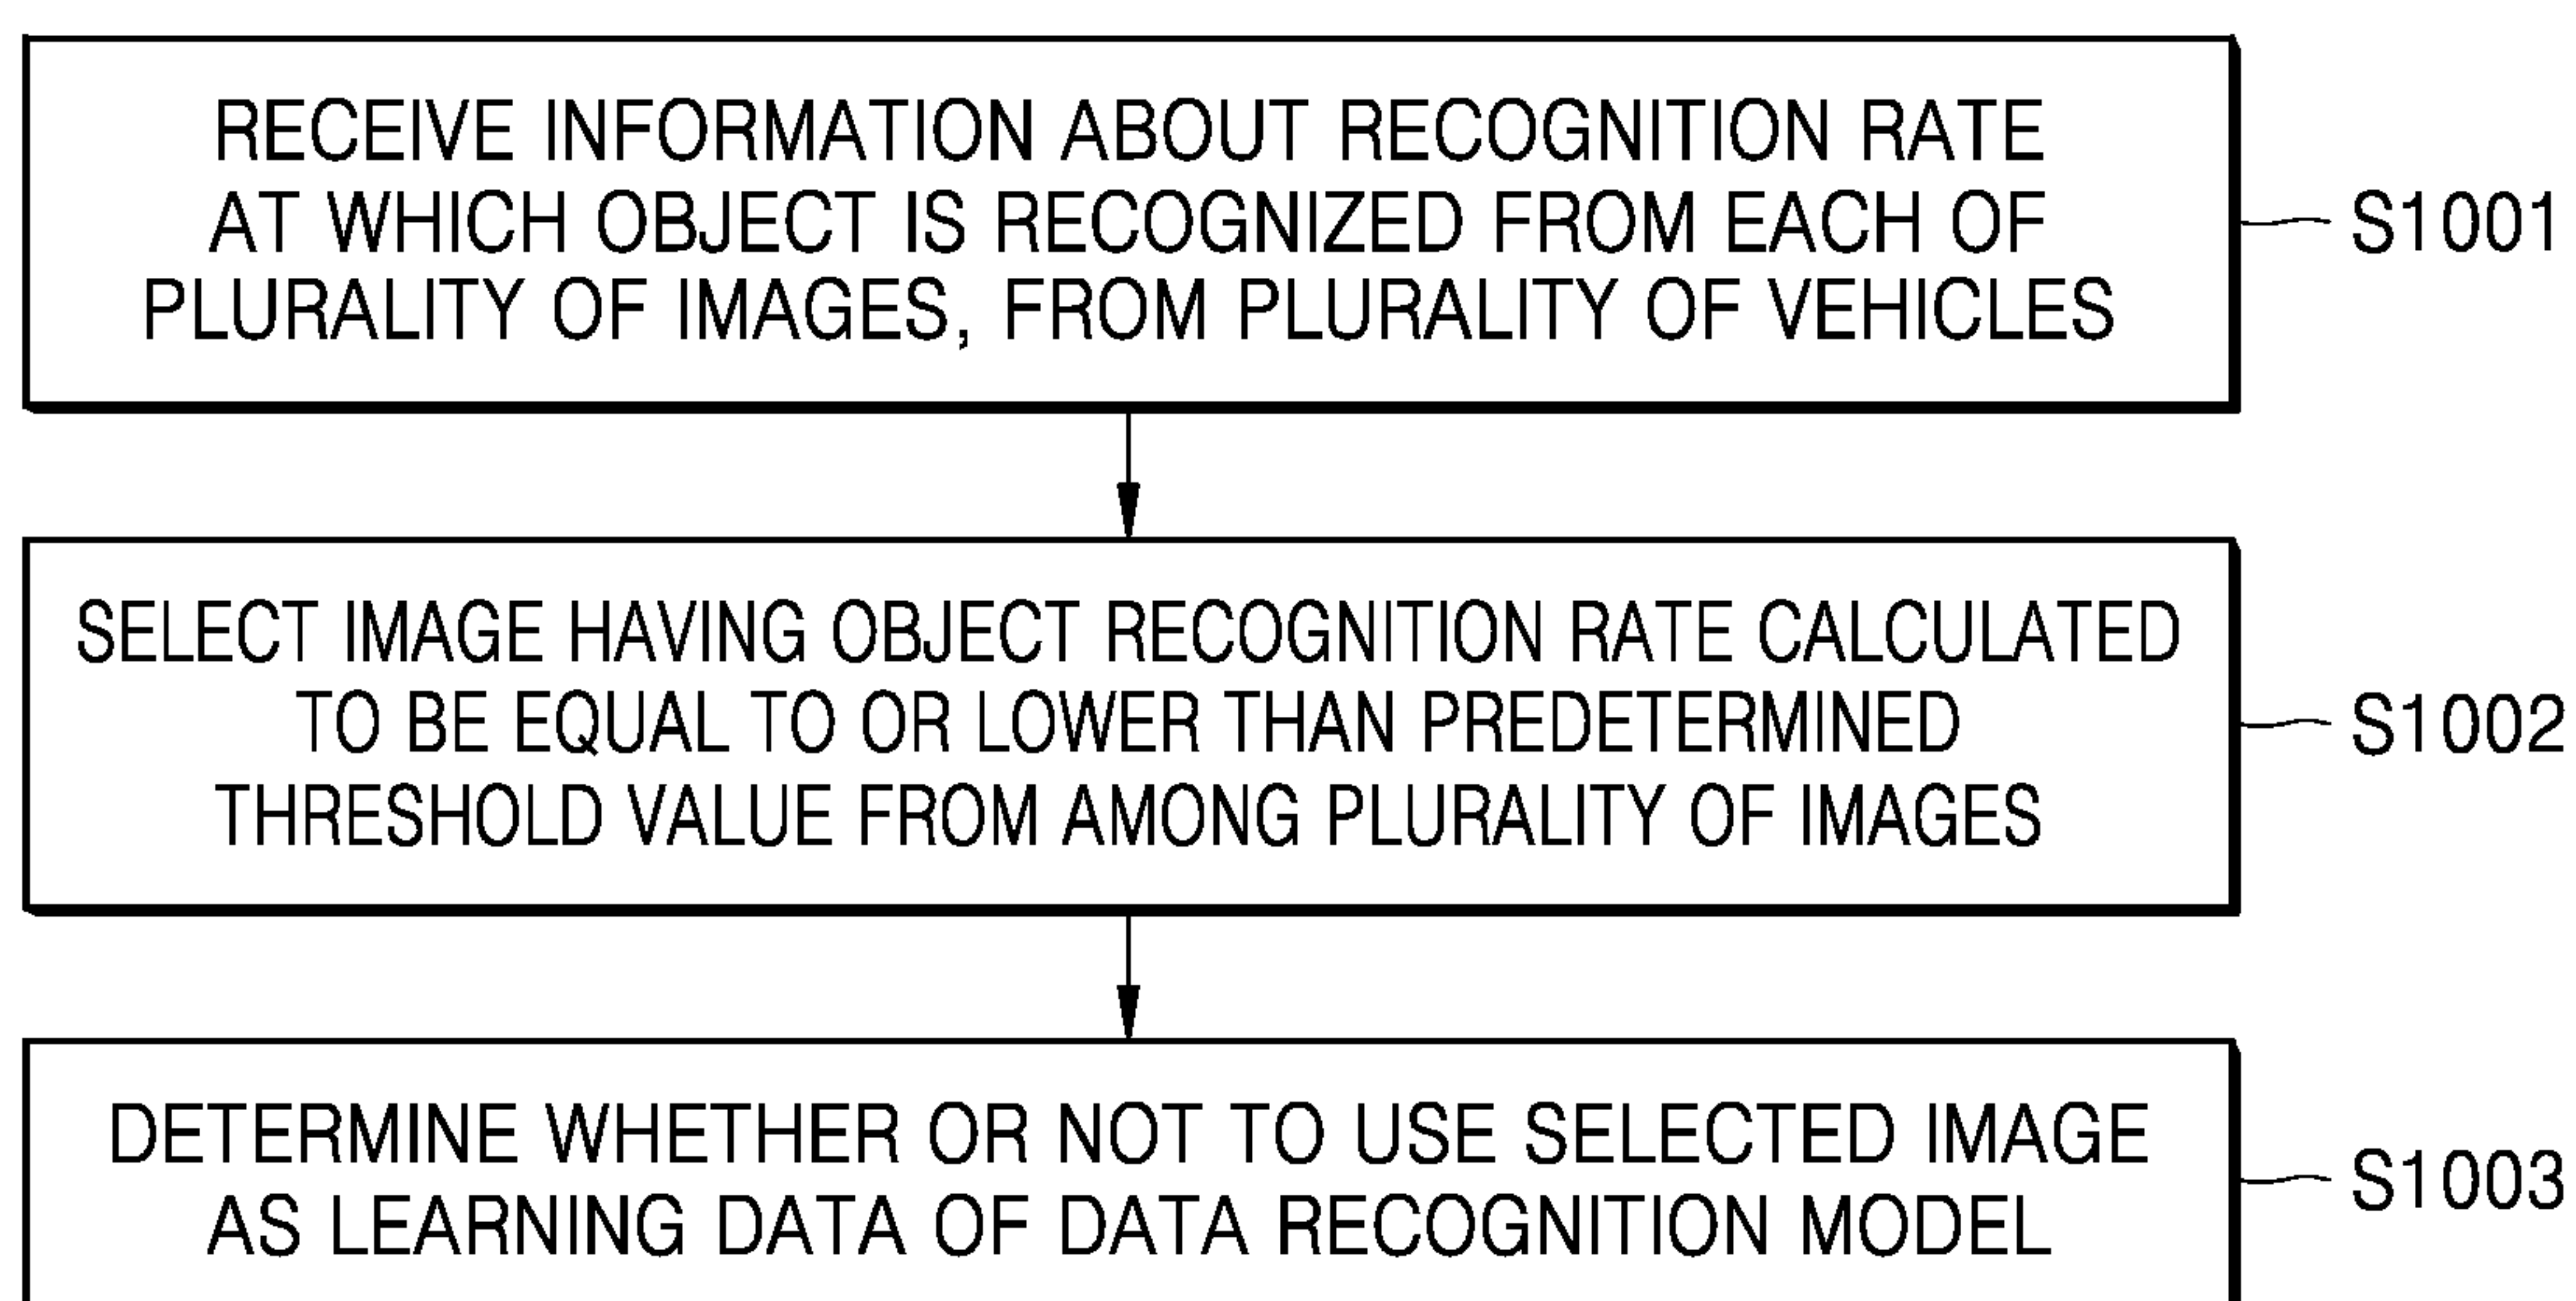 RECEIVE INFORMATION ABOUT RECOGNITION RATE
AT WHICH OBJECT IS RECOGNIZED FROM EACH OF
PLURALITY OF IMAGES, FROM PLURALITY OF VEHICLES
S1001
SELECT IMAGE HAVING OBJECT RECOGNITION RATE CALCULATED
TO BE EQUAL TO OR LOWER THAN PREDETERMINED
THRESHOLD VALUE FROM AMONG PLURALITY OF IMAGES
S1002
DETERMINE WHETHER OR NOT TO USE SELECTED IMAGE
AS LEARNING DATA OF DATA RECOGNITION MODEL
S1003